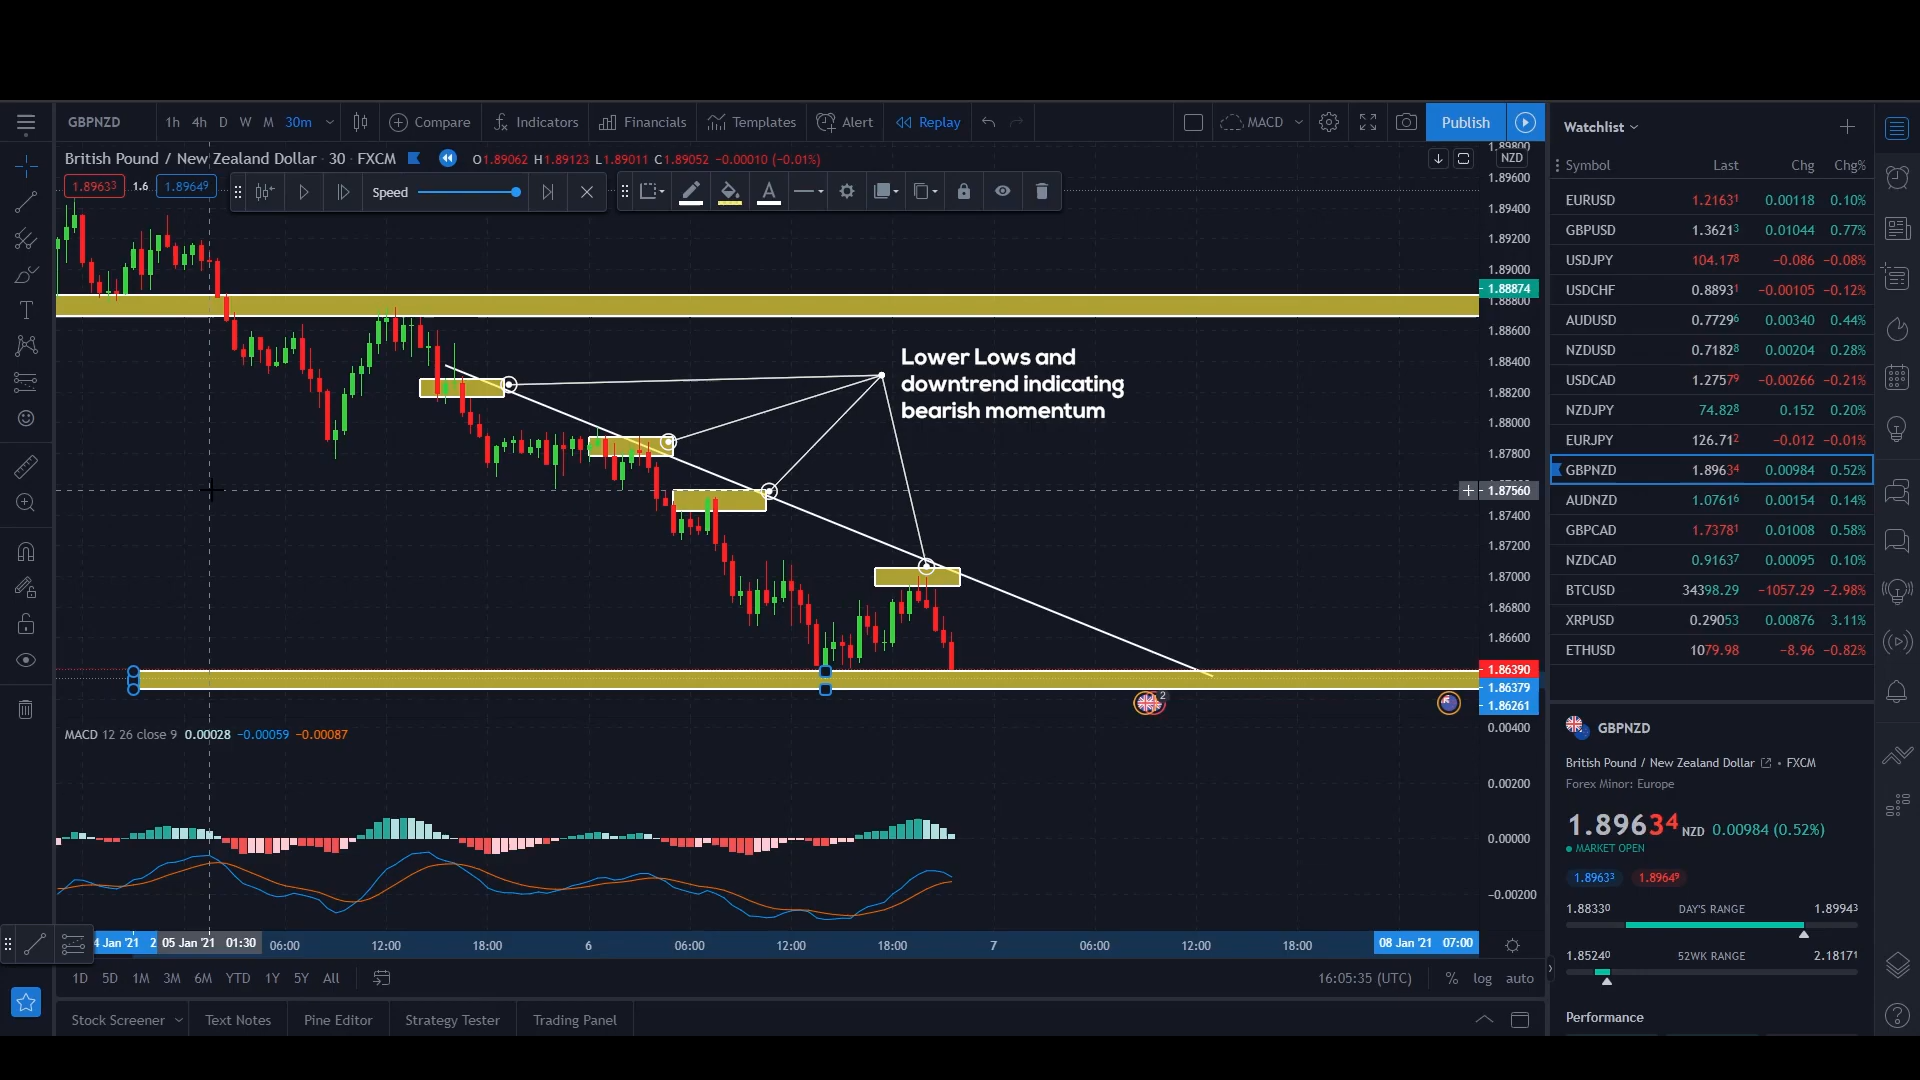 GBPNZD 1h 4h D W M 30m Compare Indicators Financials Templates Alert Replay MACD Publish
British Pound / New Zealand Dollar · 30 · FXCM O1.89062 H1.89123 L1.89011 C1.89052 −0.00010 (−0.01%)
1.89633 1.6 1.89649 Speed
NZD
1.89800
1.89600
1.89400
1.89200
1.89000
1.88874
1.88800
1.88600
1.88400
1.88200
1.88000
1.87800
1.87560
1.87400
1.87200
1.87000
1.86800
1.86600
1.86390
1.86379
1.86261
Lower Lows and
downtrend indicating
bearish momentum
2
MACD 12 26 close 9 0.00028 −0.00059 −0.00087
0.00400
0.00200
0.00000
−0.00200
4 Jan '21 2 05 Jan '21 01:30 06:00 12:00 18:00 6 06:00 12:00 18:00 7 06:00 12:00 18:00 08 Jan '21 07:00
1D 5D 1M 3M 6M YTD 1Y 5Y All 16:05:35 (UTC) % log auto
Stock Screener Text Notes Pine Editor Strategy Tester Trading Panel
Watchlist
Symbol Last Chg Chg%
EURUSD 1.21631 0.00118 0.10%
GBPUSD 1.36213 0.01044 0.77%
USDJPY 104.178 −0.086 −0.08%
USDCHF 0.88931 −0.00105 −0.12%
AUDUSD 0.77296 0.00340 0.44%
NZDUSD 0.71828 0.00204 0.28%
USDCAD 1.27579 −0.00266 −0.21%
NZDJPY 74.828 0.152 0.20%
EURJPY 126.712 −0.012 −0.01%
GBPNZD 1.89634 0.00984 0.52%
AUDNZD 1.07616 0.00154 0.14%
GBPCAD 1.73781 0.01008 0.58%
NZDCAD 0.91637 0.00095 0.10%
BTCUSD 34398.29 −1057.29 −2.98%
XRPUSD 0.29053 0.00876 3.11%
ETHUSD 1079.98 −8.96 −0.82%
GBPNZD
British Pound / New Zealand Dollar • FXCM
Forex Minor: Europe
1.89634 NZD 0.00984 (0.52%)
MARKET OPEN
1.89633 1.89649
1.88330 DAY'S RANGE 1.89943
1.85240 52WK RANGE 2.18171
Performance